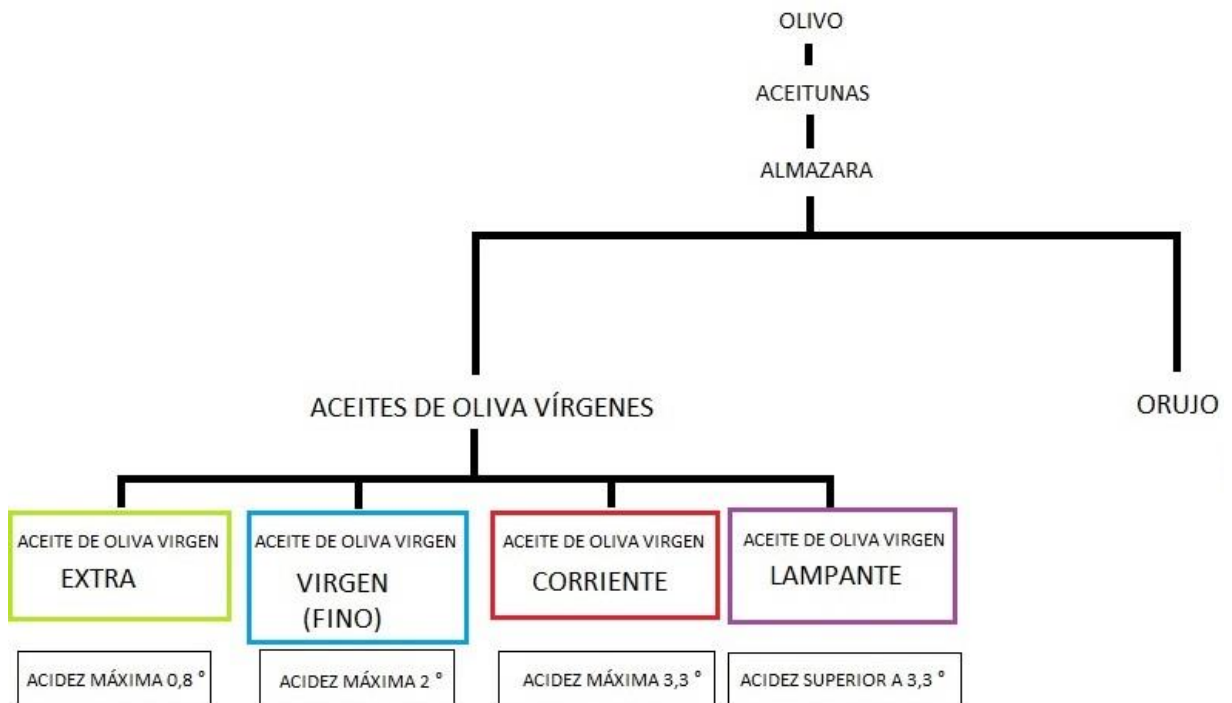 OLIVO
ACEITUNAS
ALMAZARA
ACEITES DE OLIVA VÍRGENES
ORUJO
ACEITE DE OLIVA VIRGEN
EXTRA
ACEITE DE OLIVA VIRGEN
VIRGEN
(FINO)
ACEITE DE OLIVA VIRGEN
CORRIENTE
ACEITE DE OLIVA VIRGEN
LAMPANTE
ACIDEZ MÁXIMA 0,8 °
ACIDEZ MÁXIMA 2 °
ACIDEZ MÁXIMA 3,3 °
ACIDEZ SUPERIOR A 3,3 °